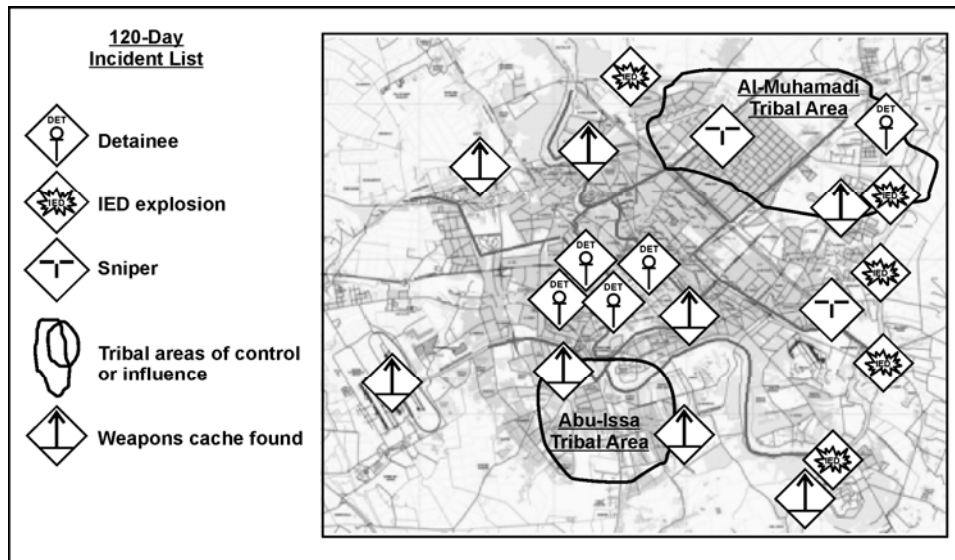 120-Day
Incident List
DET
Detainee
IED
IED explosion
Sniper
Tribal areas of control
or influence
Weapons cache found
IED
Al-Muhamadi
Tribal Area
DET
IED
DET
DET
DET
DET
IED
IED
Abu-Issa
Tribal Area
IED